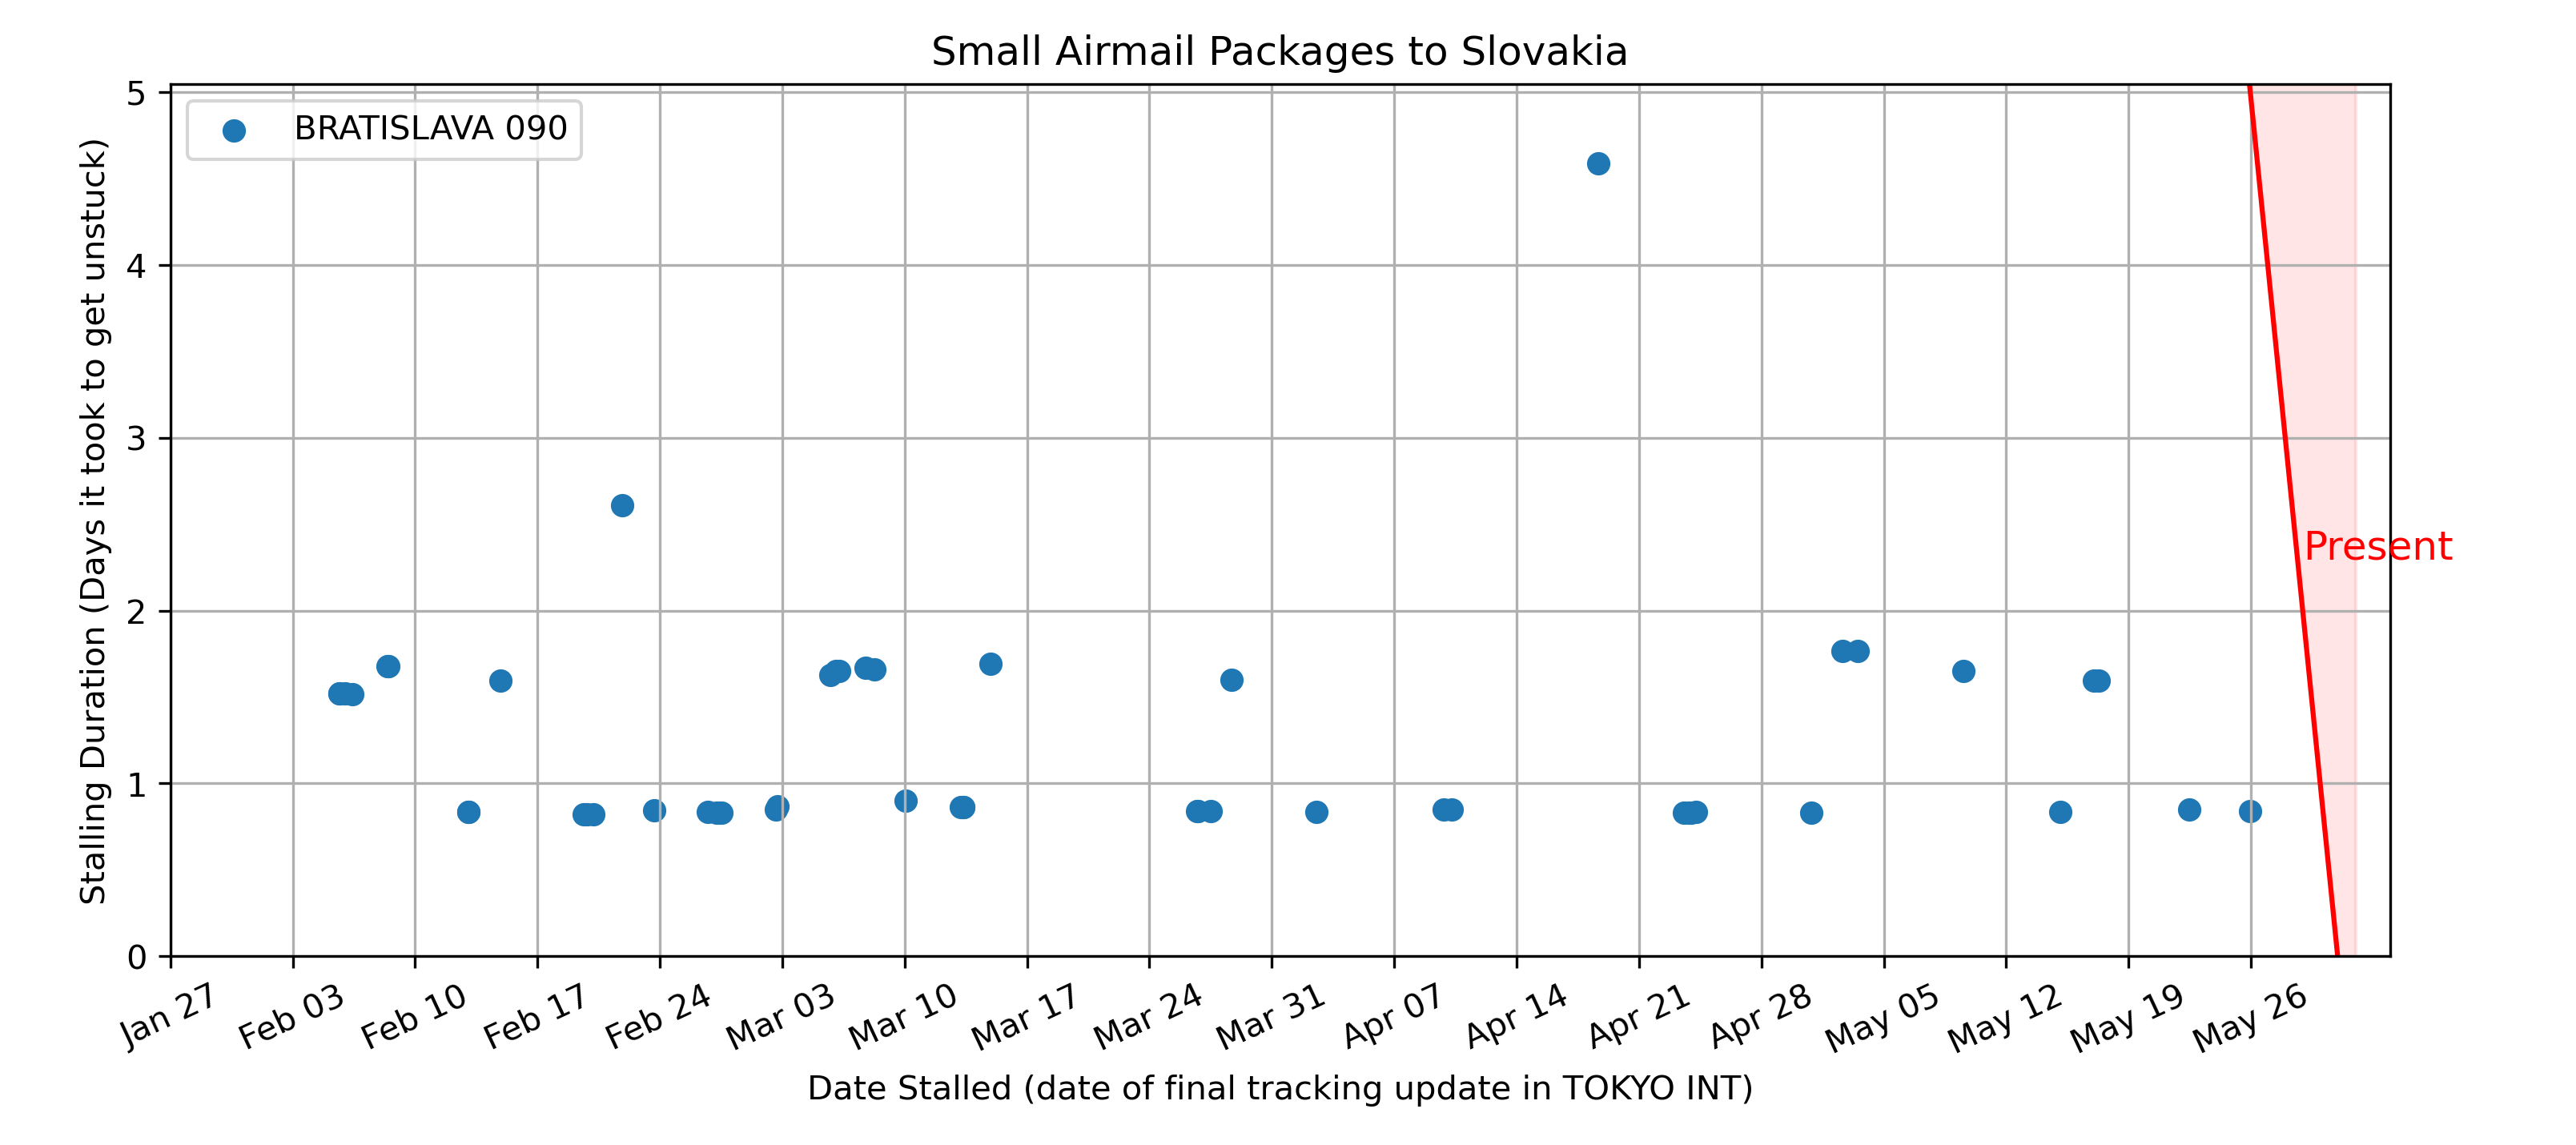 Small Airmail Packages to Slovakia
BRATISLAVA 090
Stalling Duration (Days it took to get unstuck)
5
4
3
2
1
0
Present
Jan 27
Feb 03
Feb 10
Feb 17
Feb 24
Mar 03
Mar 10
Mar 17
Mar 24
Mar 31
Apr 07
Apr 14
Apr 21
Apr 28
May 05
May 12
May 19
May 26
Date Stalled (date of final tracking update in TOKYO INT)